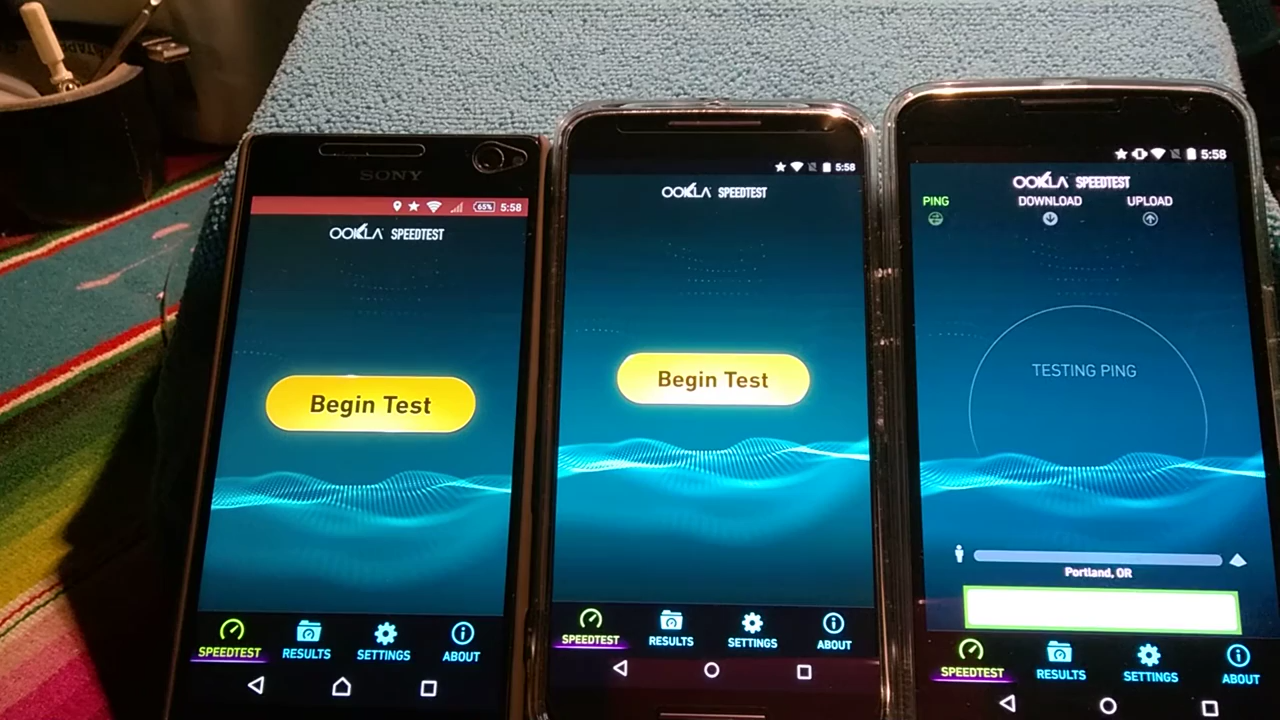 SONY
65% 5:58
OOKLA SPEEDTEST
Begin Test
SPEEDTEST RESULTS SETTINGS ABOUT
5:58
OOKLA SPEEDTEST
Begin Test
SPEEDTEST RESULTS SETTINGS ABOUT
5:58
OOKLA SPEEDTEST
PING DOWNLOAD UPLOAD
TESTING PING
Portland, OR
SPEEDTEST RESULTS SETTINGS ABOUT